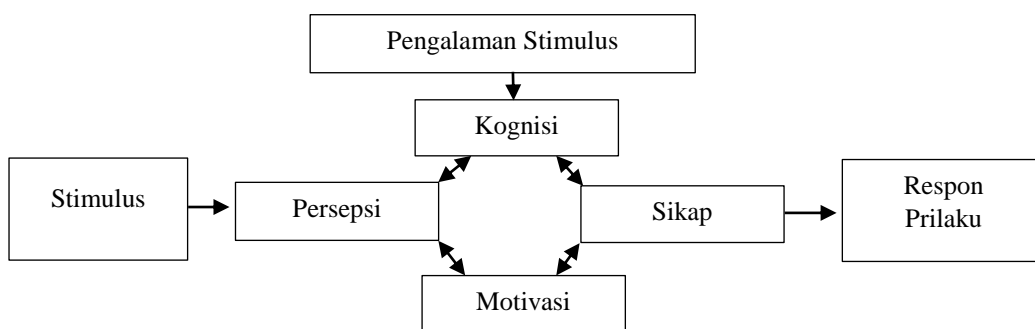 Pengalaman Stimulus
Kognisi
Stimulus
Persepsi
Sikap
Respon
Prilaku
Motivasi